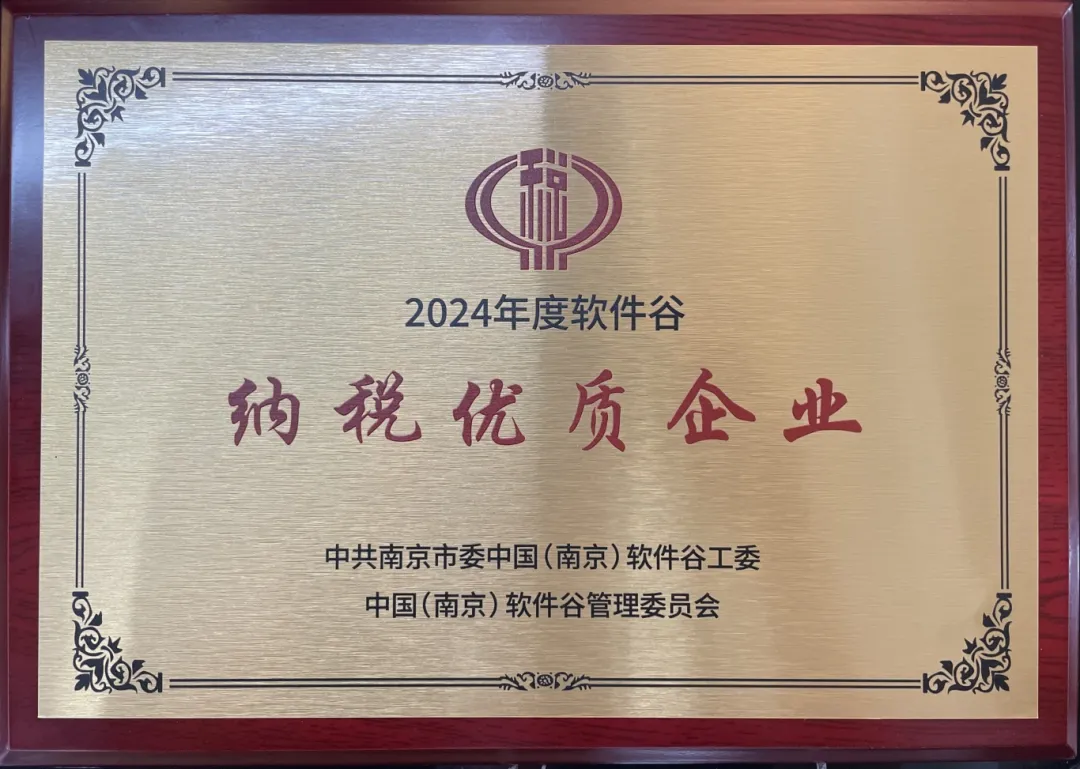 税
2024年度软件谷
纳税优质企业
中共南京市委中国（南京）软件谷工委
中国（南京）软件谷管理委员会